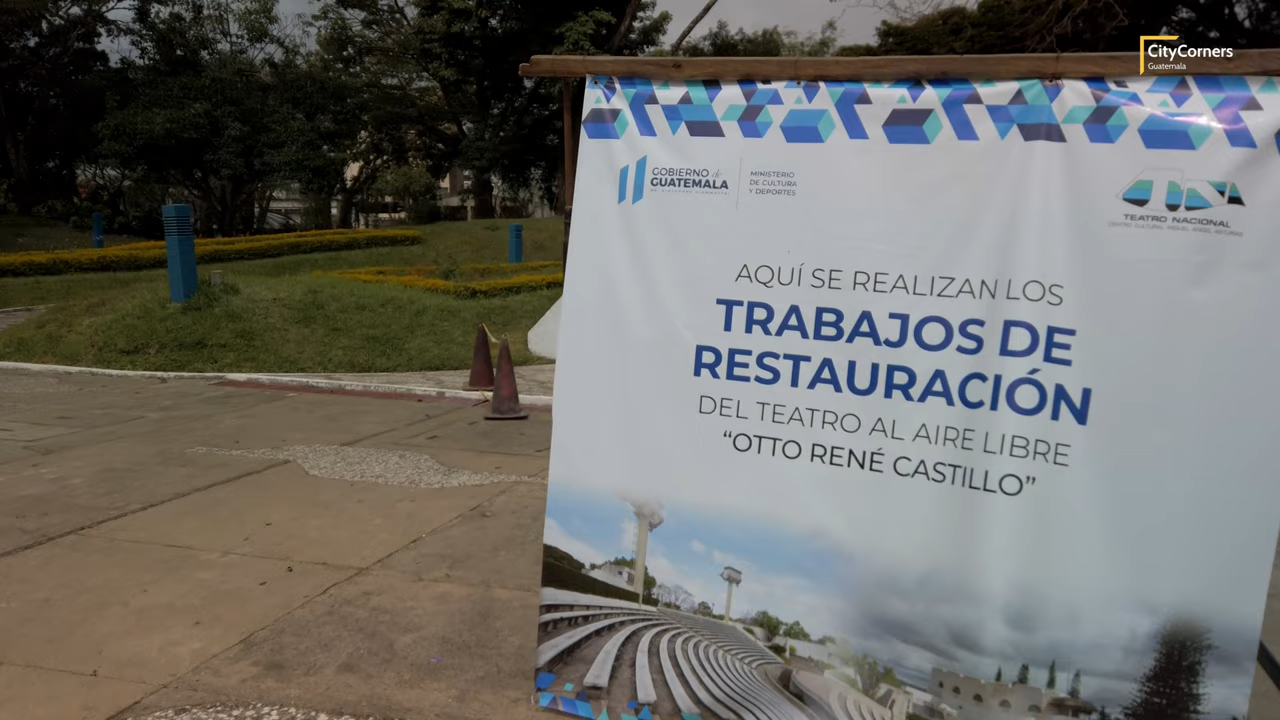 CityCorners
Guatemala
GOBIERNO de
GUATEMALA
MINISTERIO
DE CULTURA
Y DEPORTES
TEATRO NACIONAL
CENTRO CULTURAL MIGUEL ÁNGEL ASTURIAS
AQUÍ SE REALIZAN LOS
TRABAJOS DE
RESTAURACIÓN
DEL TEATRO AL AIRE LIBRE
“OTTO RENÉ CASTILLO”